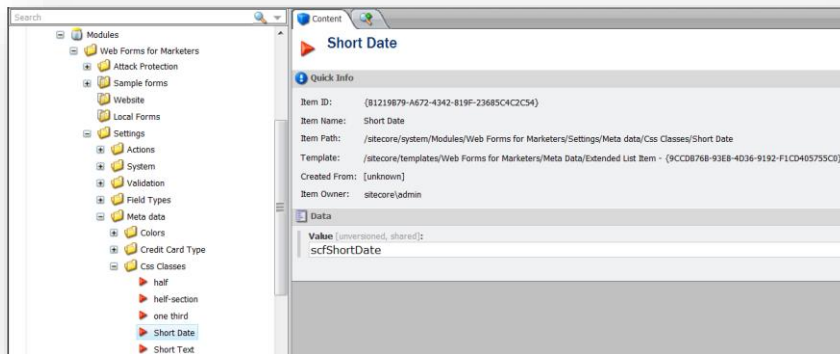 Search
Modules
Web Forms for Marketers
Attack Protection
Sample forms
Website
Local Forms
Settings
Actions
System
Validation
Field Types
Meta data
Colors
Credit Card Type
Css Classes
half
helf-section
one third
Short Date
Short Text
Content
Short Date
Quick Info
Item ID: {81219B79-A672-4342-819F-23685C4C2C54}
Item Name: Short Date
Item Path: /sitecore/system/Modules/Web Forms for Marketers/Settings/Meta data/Css Classes/Short Date
Template: /sitecore/templates/Web Forms for Marketers/Meta Data/Extended List Item - {9CCDB76B-93EB-4D36-9192-F1CD405755C0}
Created From: [unknown]
Item Owner: sitecore\admin
Data
Value [unversioned, shared]:
scfShortDate